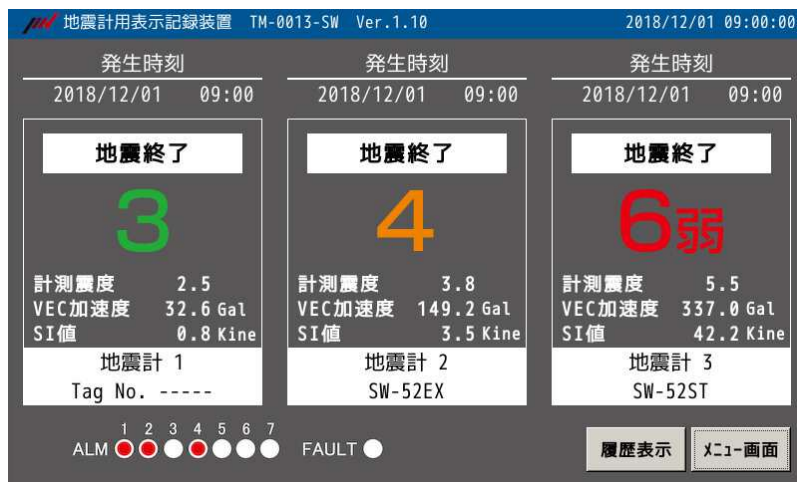 地震計用表示記録装置 TM-0013-SW Ver.1.10 2018/12/01 09:00:00
発生時刻 発生時刻 発生時刻
2018/12/01 09:00 2018/12/01 09:00 2018/12/01 09:00
地震終了 地震終了 地震終了
3 4 6弱
計測震度 2.5 計測震度 3.8 計測震度 5.5
VEC加速度 32.6 Gal VEC加速度 149.2 Gal VEC加速度 337.0 Gal
SI値 0.8 Kine SI値 3.5 Kine SI値 42.2 Kine
地震計 1 地震計 2 地震計 3
Tag No. ----- SW-52EX SW-52ST
1 2 3 4 5 6 7
ALM FAULT 履歴表示 ﾒﾆｭｰ画面